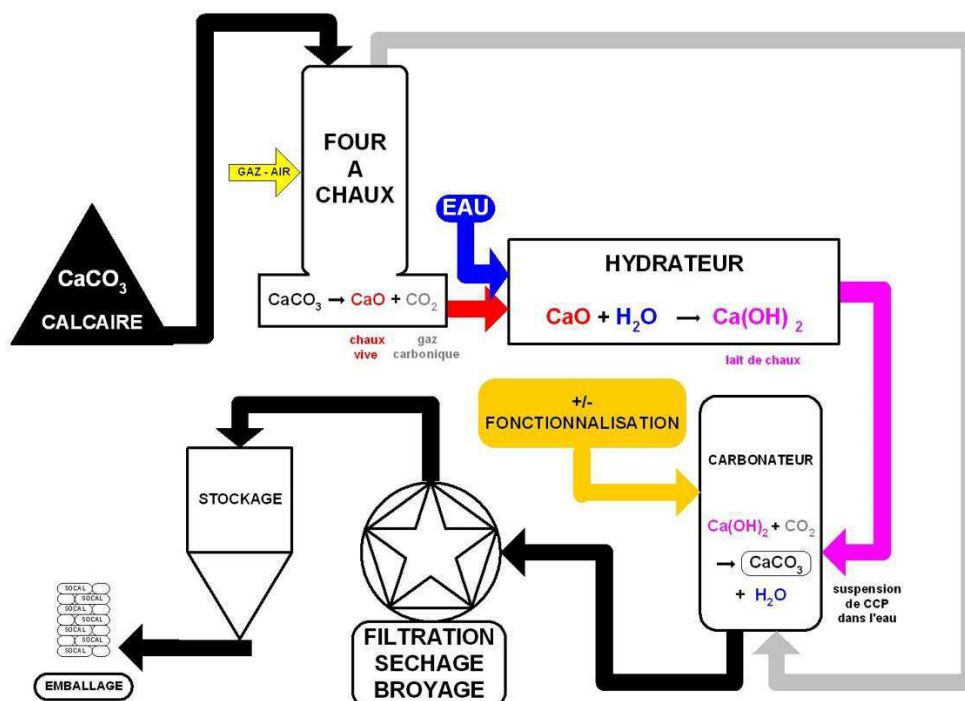 FOUR
A
CHAUX
GAZ - AIR
CaCO₃
CALCAIRE
CaCO₃ → CaO + CO₂
chaux
vive
gaz
carbonique
EAU
HYDRATEUR
CaO + H₂O → Ca(OH) ₂
lait de chaux
+/-
FONCTIONNALISATION
CARBONATEUR
Ca(OH)₂ + CO₂
→ CaCO₃
+ H₂O
suspension
de CCP
dans l'eau
STOCKAGE
FILTRATION
SECHAGE
BROYAGE
SOCAL
SOCAL
SOCAL
SOCAL
SOCAL
SOCAL
SOCAL
EMBALLAGE